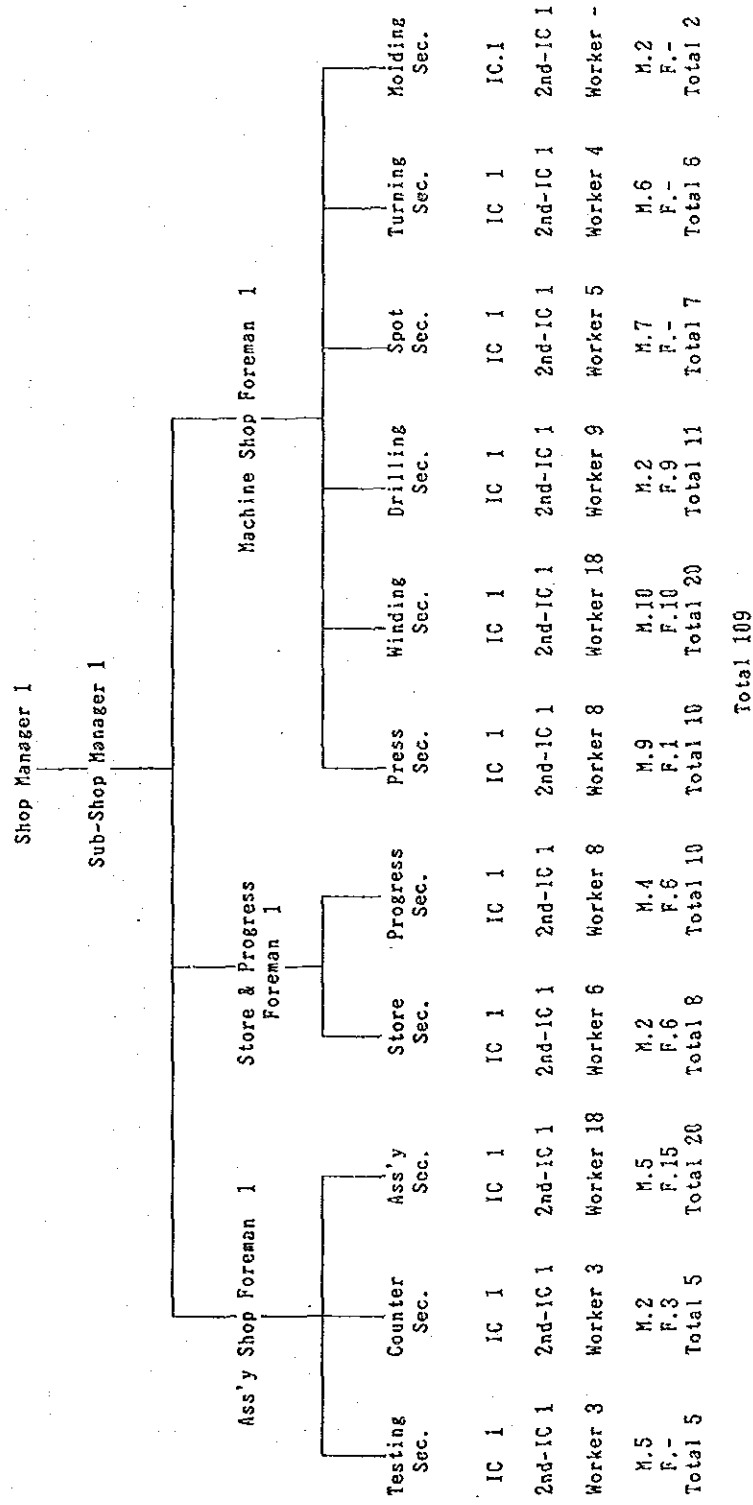 Shop Manager 1
Sub-Shop Manager 1
Ass'y Shop Foreman 1
Store & Progress
Foreman 1
Machine Shop Foreman 1
Testing Counter Ass'y Store Progress Press Winding Drilling Spot Turning Moiding
Sec. Sec. Sec. Sec. Sec. Sec. Sec. Sec. Sec. Sec. Sec.
IC 1 IC 1 IC 1 IC 1 IC 1 IC 1 IC 1 IC 1 IC 1 IC 1 IC.1
2nd-IC 1 2nd-IC 1 2nd-IC 1 2nd-IC 1 2nd-IC 1 2nd-IC 1 2nd-IC 1 2nd-IC 1 2nd-IC 1 2nd-IC 1 2nd-IC 1
Worker 3 Worker 3 Worker 18 Worker 6 Worker 8 Worker 8 Worker 18 Worker 9 Worker 5 Worker 4 Worker -
M.5 M.2 M.5 M.2 M.4 M.9 M.10 M.2 M.7 M.6 M.2
F.- F.3 F.15 F.6 F.6 F.1 F.10 F.9 F.- F.- F.-
Total 5 Total 5 Total 20 Total 8 Total 10 Total 10 Total 20 Total 11 Total 7 Total 6 Total 2
Total 109